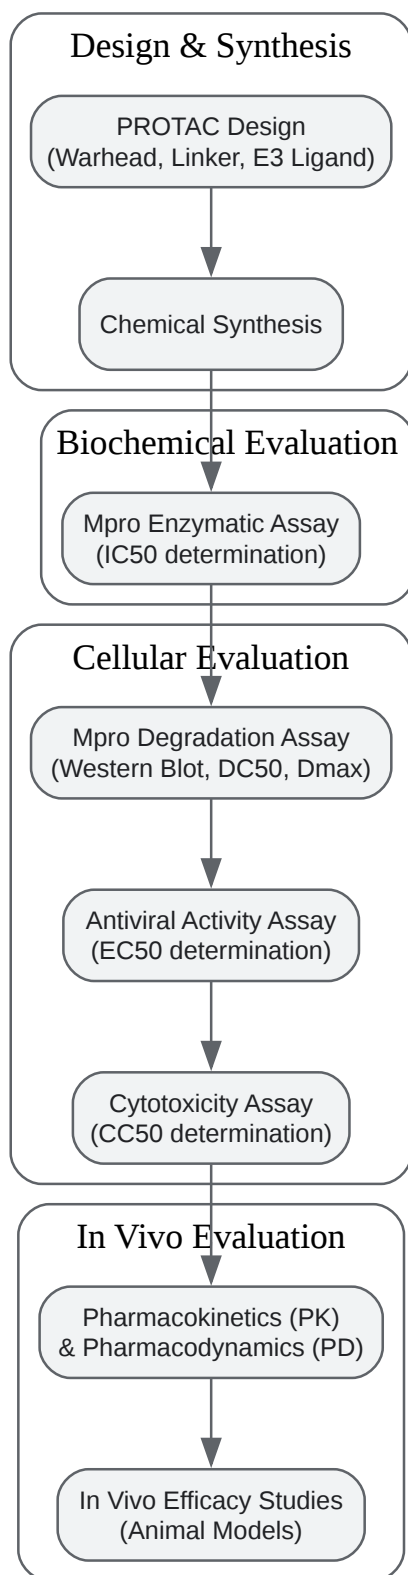 Design & Synthesis
PROTAC Design
(Warhead, Linker, E3 Ligand)
Chemical Synthesis
Biochemical Evaluation
Mpro Enzymatic Assay
(IC50 determination)
Cellular Evaluation
Mpro Degradation Assay
(Western Blot, DC50, Dmax)
Antiviral Activity Assay
(EC50 determination)
Cytotoxicity Assay
(CC50 determination)
In Vivo Evaluation
Pharmacokinetics (PK)
& Pharmacodynamics (PD)
In Vivo Efficacy Studies
(Animal Models)